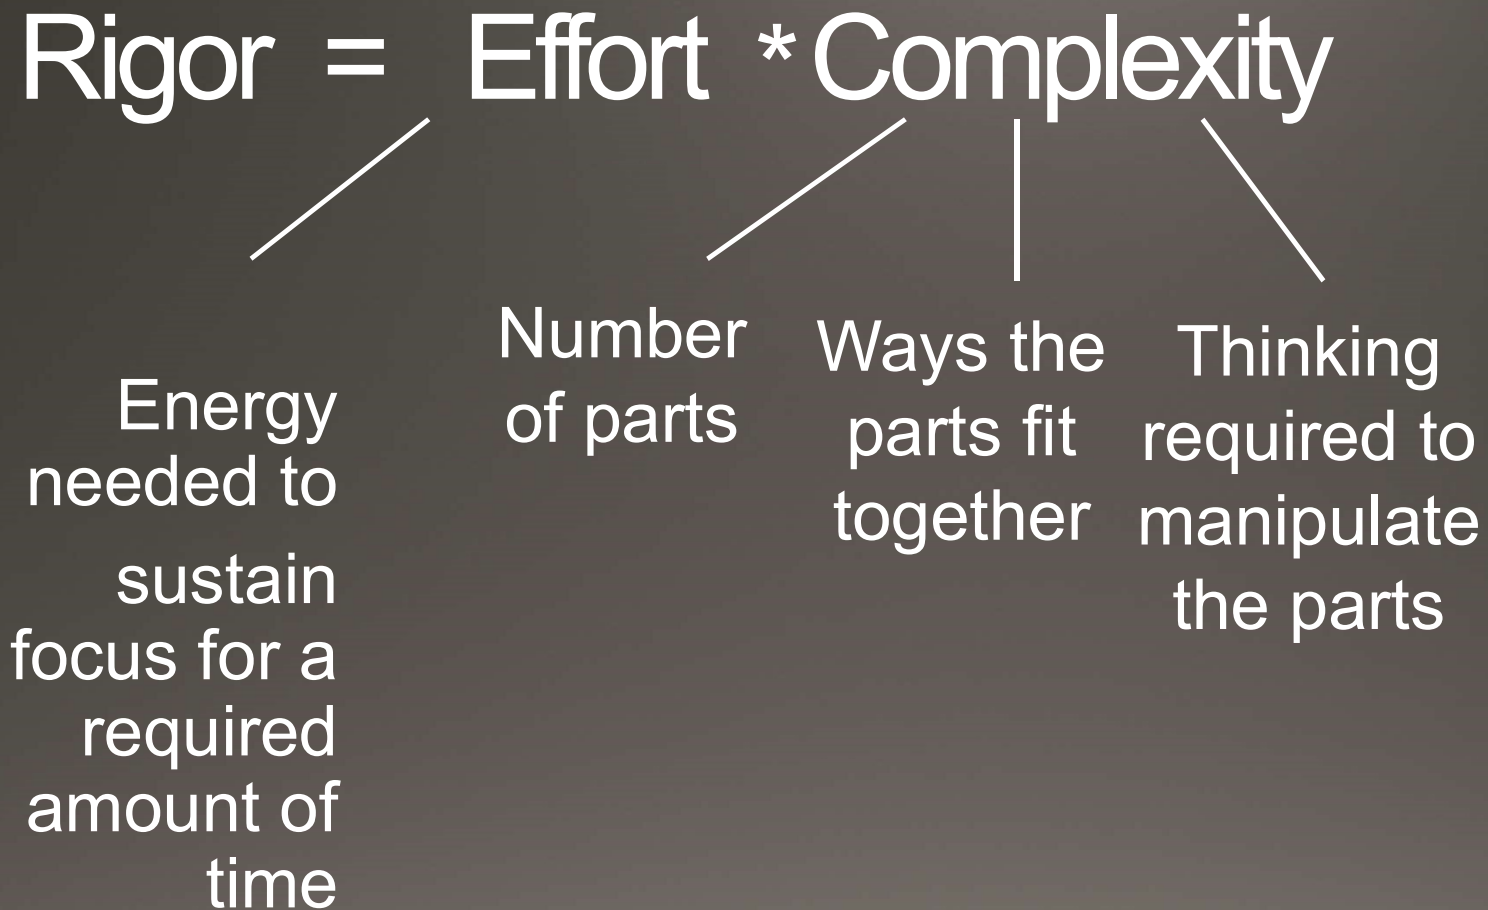 Rigor = Effort * Complexity
Energy
needed to
sustain
focus for a
required
amount of
time
Number
of parts
Ways the
parts fit
together
Thinking
required to
manipulate
the parts